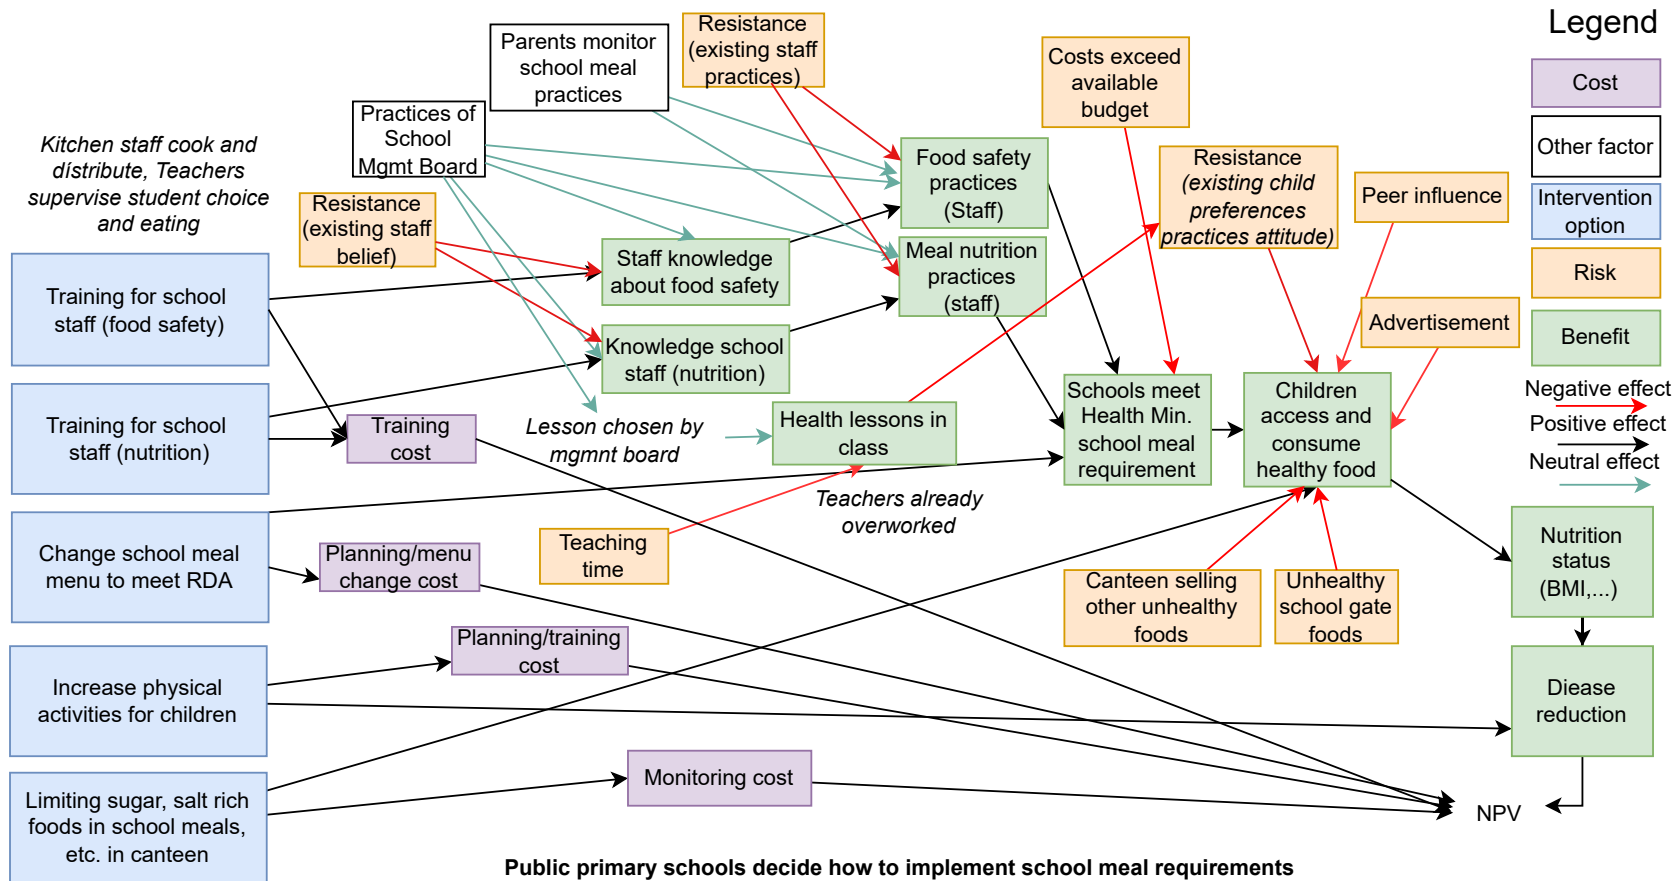 Legend
Cost
Other factor
Intervention
option
Risk
Benefit
Negative effect
Positive effect
Neutral effect
Parents monitor
school meal
practices
Resistance
(existing staff
practices)
Costs exceed
available
budget
Practices of
School
Mgmt Board
Kitchen staff cook and
distribute, Teachers
supervise student choice
and eating
Resistance
(existing staff
belief)
Food safety
practices
(Staff)
Resistance
(existing child
preferences
practices attitude)
Peer influence
Staff knowledge
about food safety
Meal nutrition
practices
(staff)
Training for school
staff (food safety)
Advertisement
Knowledge school
staff (nutrition)
Training for school
staff (nutrition)
Training
cost
Lesson chosen by
mgmnt board
Health lessons in
class
Schools meet
Health Min.
school meal
requirement
Children
access and
consume
healthy food
Teachers already
overworked
Change school meal
menu to meet RDA
Planning/menu
change cost
Teaching
time
Canteen selling
other unhealthy
foods
Unhealthy
school gate
foods
Nutrition
status
(BMI,...)
Increase physical
activities for children
Planning/training
cost
Diease
reduction
Limiting sugar, salt rich
foods in school meals,
etc. in canteen
Monitoring cost
NPV
Public primary schools decide how to implement school meal requirements